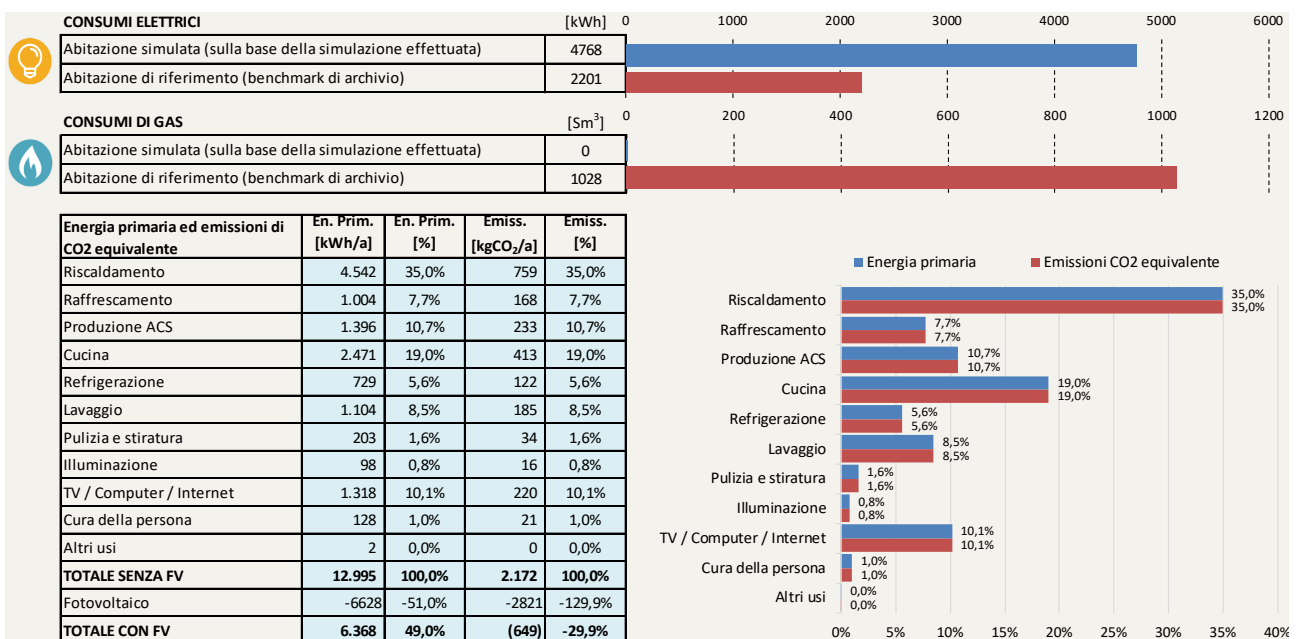 CONSUMI ELETTRICI [kWh] 0 1000 2000 3000 4000 5000 6000
Abitazione simulata (sulla base della simulazione effettuata) 4768
Abitazione di riferimento (benchmark di archivio) 2201
CONSUMI DI GAS [Sm³] 0 200 400 600 800 1000 1200
Abitazione simulata (sulla base della simulazione effettuata) 0
Abitazione di riferimento (benchmark di archivio) 1028
Energia primaria ed emissioni di CO2 equivalente En. Prim. [kWh/a] En. Prim. [%] Emiss. [kgCO₂/a] Emiss. [%]
Riscaldamento 4.542 35,0% 759 35,0%
Raffrescamento 1.004 7,7% 168 7,7%
Produzione ACS 1.396 10,7% 233 10,7%
Cucina 2.471 19,0% 413 19,0%
Refrigerazione 729 5,6% 122 5,6%
Lavaggio 1.104 8,5% 185 8,5%
Pulizia e stiratura 203 1,6% 34 1,6%
Illuminazione 98 0,8% 16 0,8%
TV / Computer / Internet 1.318 10,1% 220 10,1%
Cura della persona 128 1,0% 21 1,0%
Altri usi 2 0,0% 0 0,0%
TOTALE SENZA FV 12.995 100,0% 2.172 100,0%
Fotovoltaico -6628 -51,0% -2821 -129,9%
TOTALE CON FV 6.368 49,0% (649) -29,9%
Energia primaria Emissioni CO2 equivalente
Riscaldamento 35,0% 35,0%
Raffrescamento 7,7% 7,7%
Produzione ACS 10,7% 10,7%
Cucina 19,0% 19,0%
Refrigerazione 5,6% 5,6%
Lavaggio 8,5% 8,5%
Pulizia e stiratura 1,6% 1,6%
Illuminazione 0,8% 0,8%
TV / Computer / Internet 10,1% 10,1%
Cura della persona 1,0% 1,0%
Altri usi 0,0% 0,0%
0% 5% 10% 15% 20% 25% 30% 35% 40%